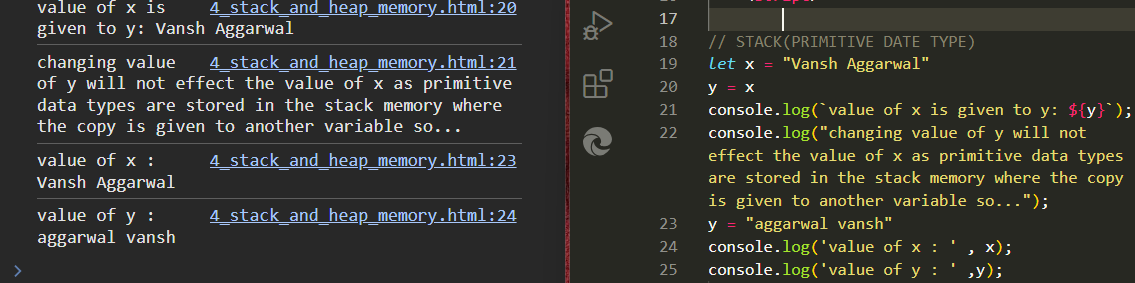 value of x is 4_stack_and_heap_memory.html:20
given to y: Vansh Aggarwal
changing value 4_stack_and_heap_memory.html:21
of y will not effect the value of x as primitive
data types are stored in the stack memory where
the copy is given to another variable so...
value of x : 4_stack_and_heap_memory.html:23
Vansh Aggarwal
value of y : 4_stack_and_heap_memory.html:24
aggarwal vansh
>
17
18 // STACK(PRIMITIVE DATE TYPE)
19 let x = "Vansh Aggarwal"
20 y = x
21 console.log(`value of x is given to y: ${y}`);
22 console.log("changing value of y will not
effect the value of x as primitive data types
are stored in the stack memory where the copy
is given to another variable so...");
23 y = "aggarwal vansh"
24 console.log('value of x : ' , x);
25 console.log('value of y : ' ,y);